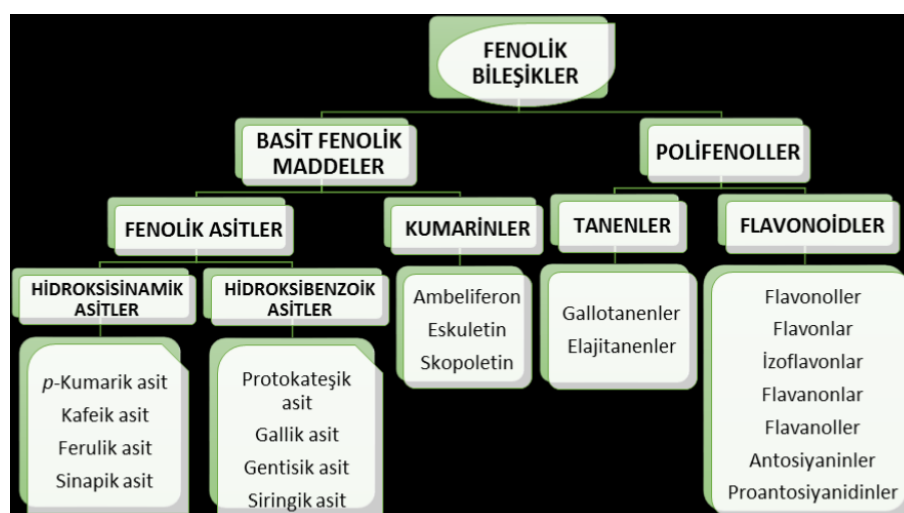 FENOLİK
BİLEŞİKLER
BASİT FENOLİK
MADDELER
POLİFENOLLER
FENOLİK ASİTLER
KUMARİNLER
TANENLER
FLAVONOİDLER
HİDROKSİSİNAMİK
ASİTLER
HİDROKSİBENZOİK
ASİTLER
p-Kumarik asit
Kafeik asit
Ferulik asit
Sinapik asit
Protokateşik
asit
Gallik asit
Gentisik asit
Siringik asit
Ambeliferon
Eskuletin
Skopoletin
Gallotanenler
Elajitanenler
Flavonoller
Flavonlar
İzoflavonlar
Flavanonlar
Flavanoller
Antosiyaninler
Proantosiyanidinler